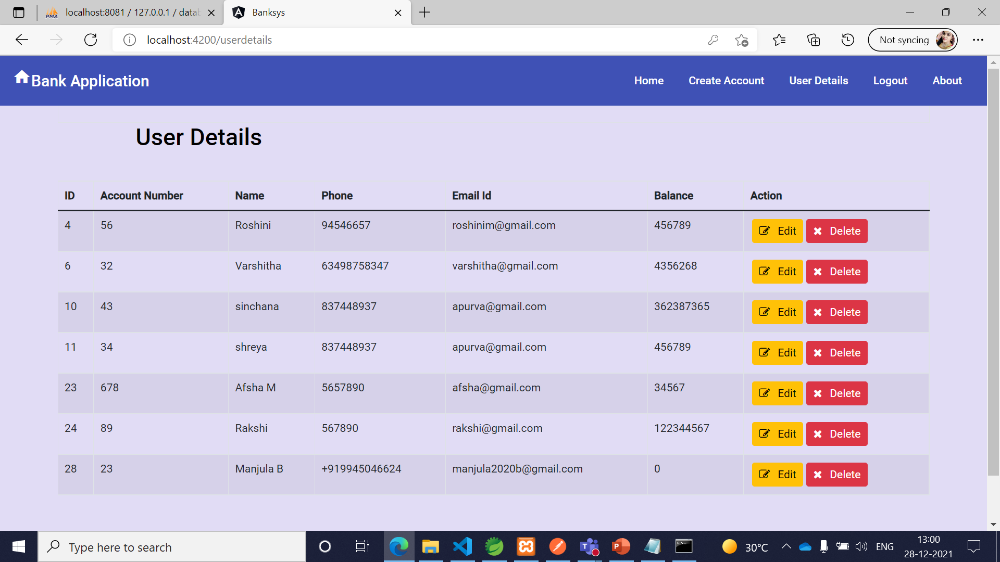 localhost:8081 / 127.0.0.1 / datab
Banksys
localhost:4200/userdetails
Not syncing
Bank Application
Home Create Account User Details Logout About
User Details
ID Account Number Name Phone Email Id Balance Action
4 56 Roshini 94546657 roshinim@gmail.com 456789 Edit Delete
6 32 Varshitha 63498758347 varshitha@gmail.com 4356268 Edit Delete
10 43 sinchana 837448937 apurva@gmail.com 362387365 Edit Delete
11 34 shreya 837448937 apurva@gmail.com 456789 Edit Delete
23 678 Afsha M 5657890 afsha@gmail.com 34567 Edit Delete
24 89 Rakshi 567890 rakshi@gmail.com 122344567 Edit Delete
28 23 Manjula B +919945046624 manjula2020b@gmail.com 0 Edit Delete
Type here to search
30°C
ENG
13:00
28-12-2021